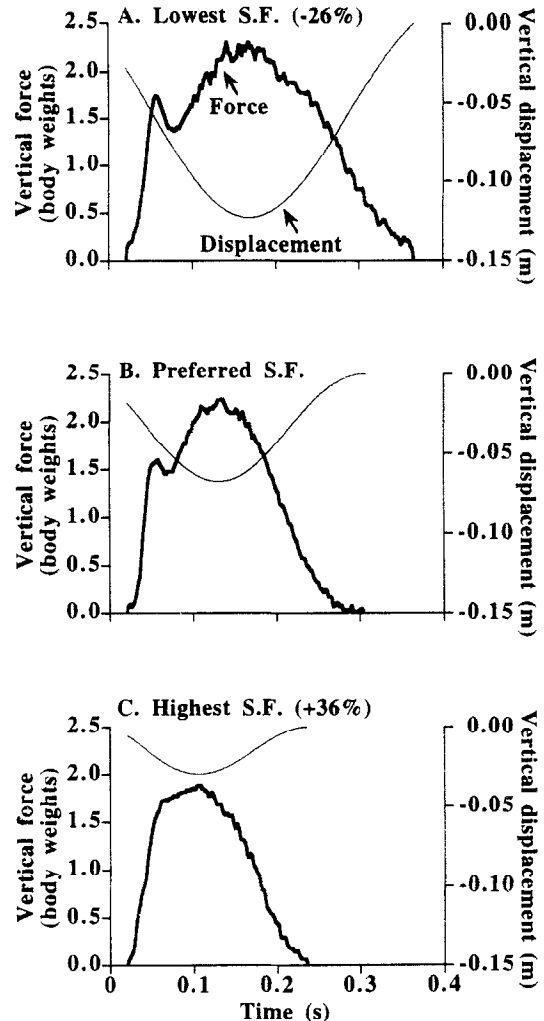 A. Lowest S.F. (-26%)
2.5
2.0
1.5
1.0
0.5
0.0
Vertical force
(body weights)
Force
Displacement
0.00
-0.05
-0.10
-0.15
Vertical displacement (m)
B. Preferred S.F.
2.5
2.0
1.5
1.0
0.5
0.0
Vertical force
(body weights)
0.00
-0.05
-0.10
-0.15
Vertical displacement (m)
C. Highest S.F. (+36%)
2.5
2.0
1.5
1.0
0.5
0.0
Vertical force
(body weights)
0.00
-0.05
-0.10
-0.15
Vertical displacement (m)
0 0.1 0.2 0.3 0.4
Time (s)